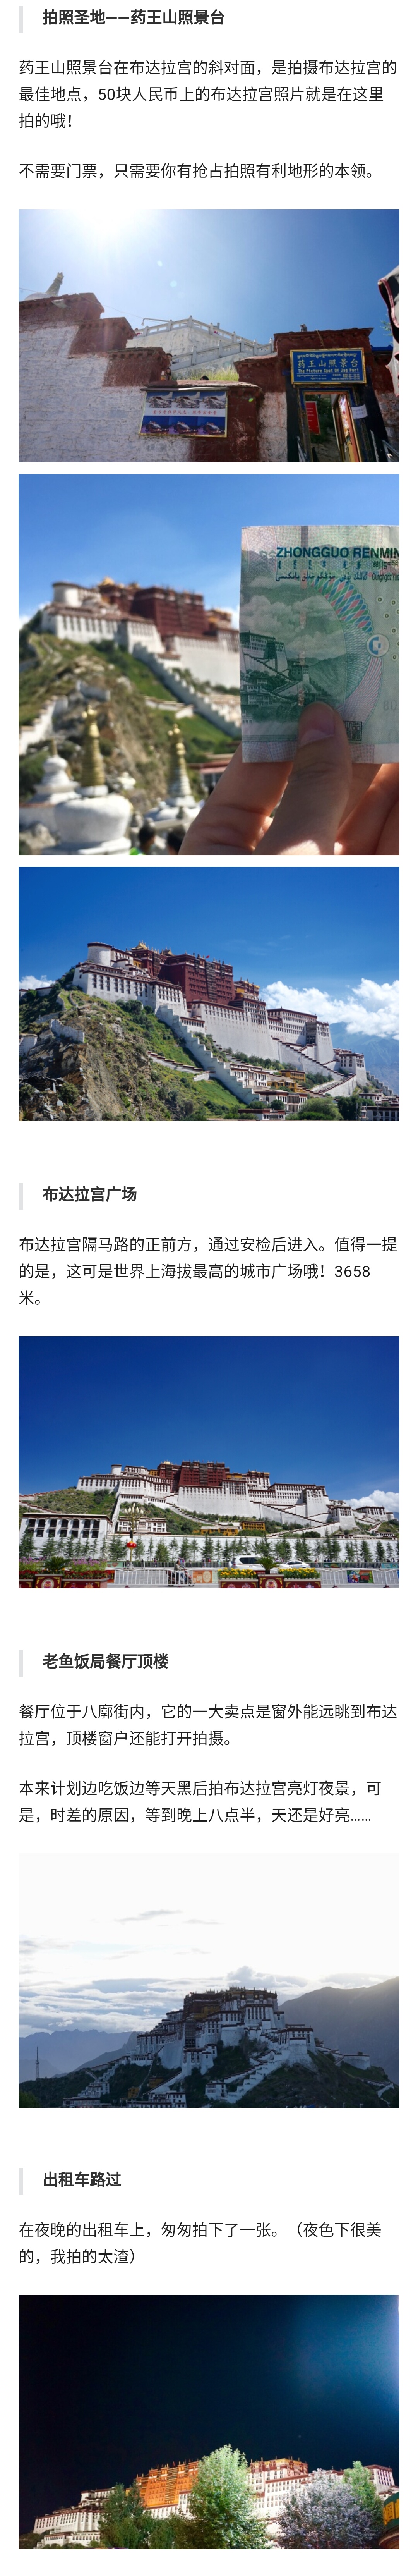 拍照圣地——药王山照景台
药王山照景台在布达拉宫的斜对面，是拍摄布达拉宫的
最佳地点，50块人民币上的布达拉宫照片就是在这里
拍的哦！
不需要门票，只需要你有抢占拍照有利地形的本领。
药王山照景台
ZHONGGUO RENMIN
布达拉宫广场
布达拉宫隔马路的正前方，通过安检后进入。值得一提
的是，这可是世界上海拔最高的城市广场哦！3658
米。
老鱼饭局餐厅顶楼
餐厅位于八廓街内，它的一大卖点是窗外能远眺到布达
拉宫，顶楼窗户还能打开拍摄。
本来计划边吃饭边等天黑后拍布达拉宫亮灯夜景，可
是，时差的原因，等到晚上八点半，天还是好亮……
出租车路过
在夜晚的出租车上，匆匆拍下了一张。（夜色下很美
的，我拍的太渣）